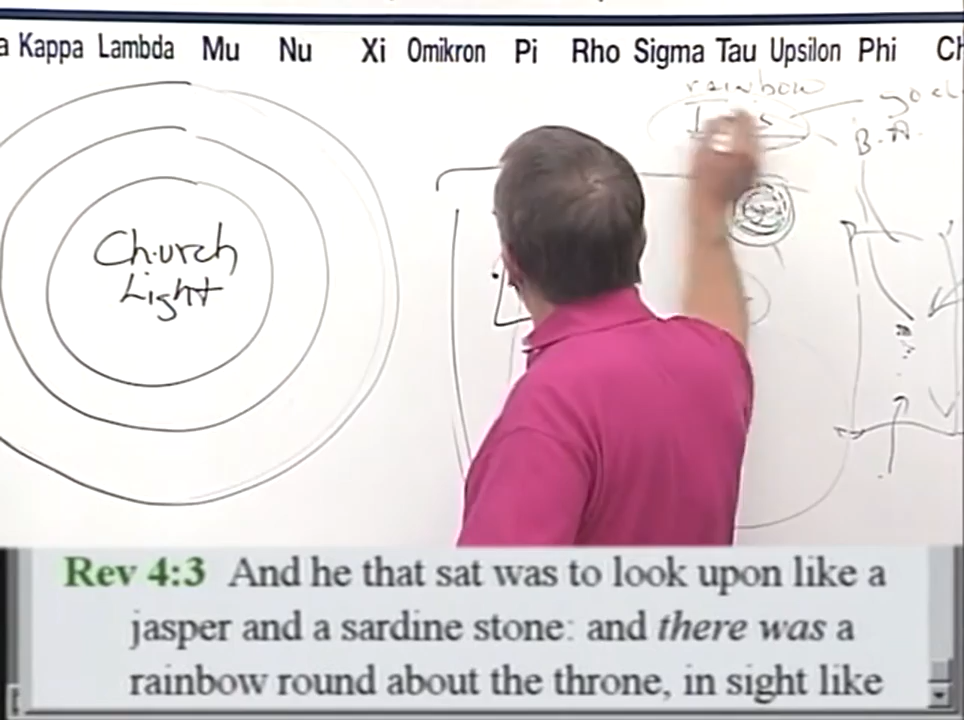 Kappa Lambda Mu Nu Xi Omikron Pi Rho Sigma Tau Upsilon Phi
rainbow
B.A.
Church
Light
Rev 4:3 And he that sat was to look upon like a
jasper and a sardine stone: and there was a
rainbow round about the throne, in sight like